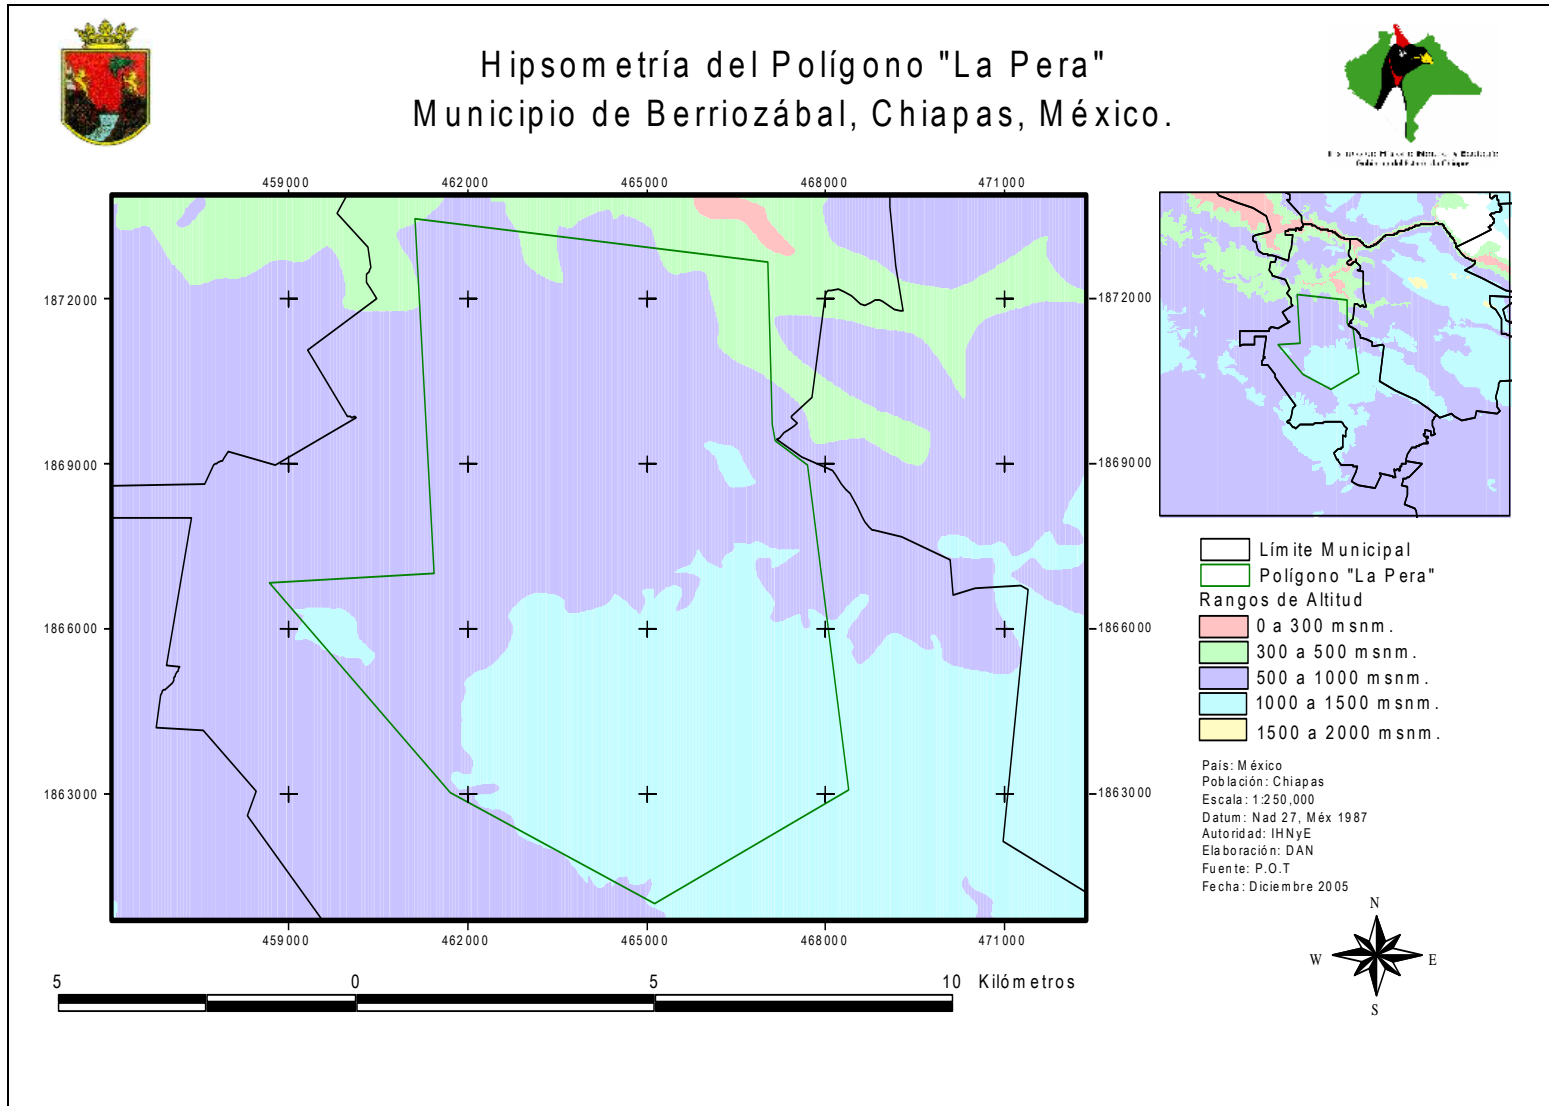 Hipsometría del Polígono "La Pera"
Municipio de Berriozábal, Chiapas, México.
459000 462000 465000 468000 471000
1872000 1872000
1869000 1869000
1866000 1866000
1863000 1863000
459000 462000 465000 468000 471000
5 0 5 10 Kilómetros
Límite Municipal
Polígono "La Pera"
Rangos de Altitud
0 a 300 msnm.
300 a 500 msnm.
500 a 1000 msnm.
1000 a 1500 msnm.
1500 a 2000 msnm.
País: México
Población: Chiapas
Escala: 1:250,000
Datum: Nad 27, Méx 1987
Autoridad: IHNyE
Elaboración: DAN
Fuente: P.O.T
Fecha: Diciembre 2005
N
W E
S